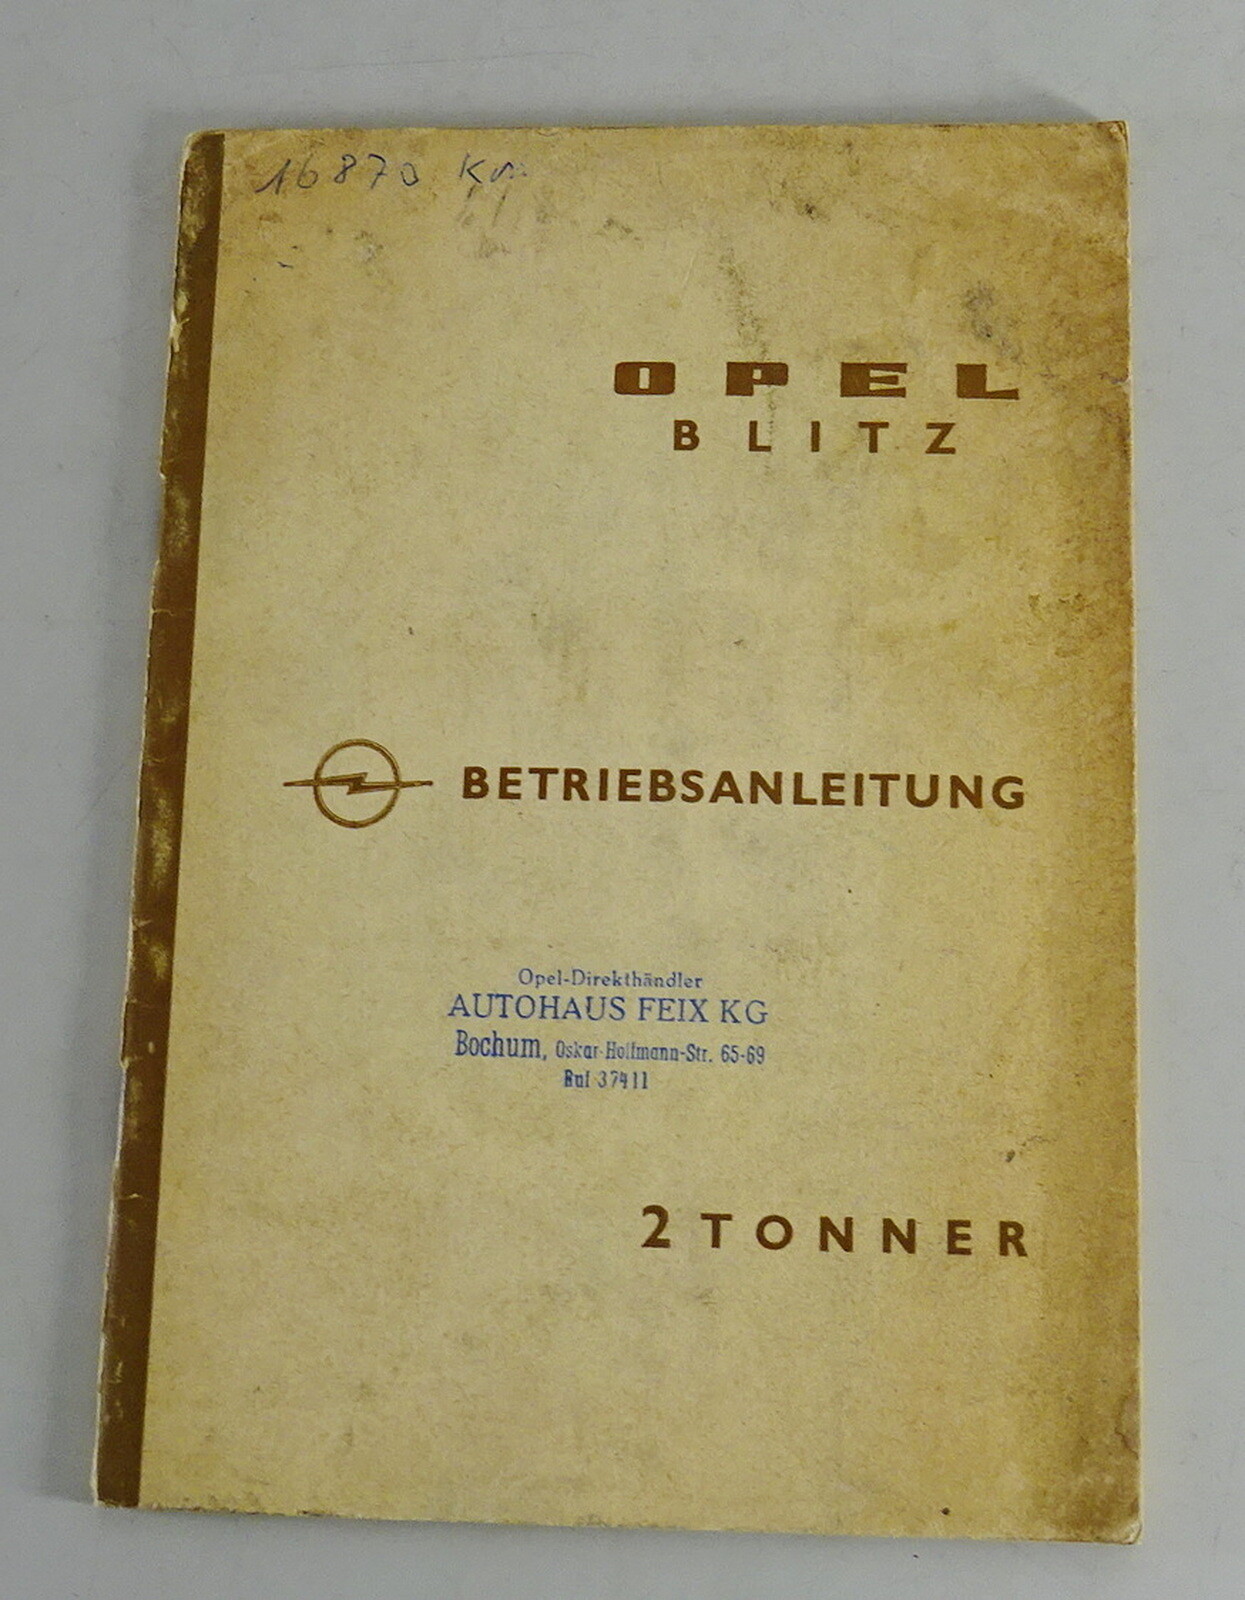 16870 Km
OPEL
BLITZ
BETRIEBSANLEITUNG
Opel-Direkthändler
AUTOHAUS FEIX KG
Bochum, Oskar-Hoffmann-Str. 65-69
Ruf 37411
2 TONNER